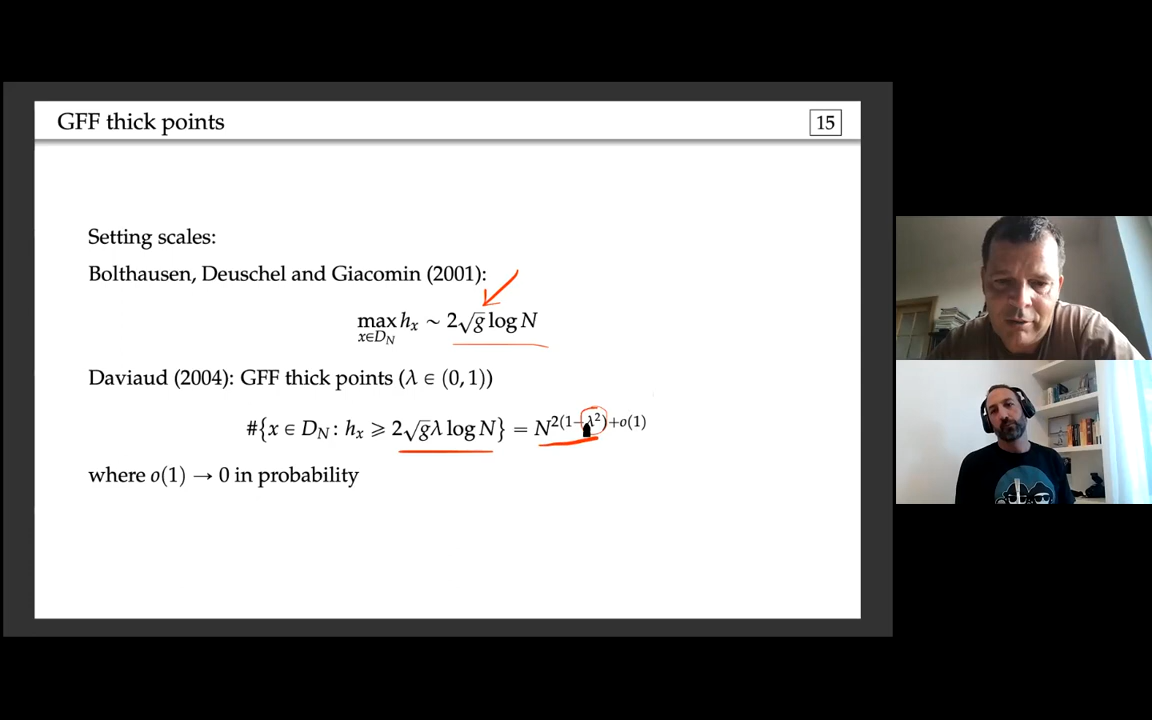 GFF thick points
15
Setting scales:
Bolthausen, Deuschel and Giacomin (2001):
max_{x∈D_N} h_x ∼ 2√g log N
Daviaud (2004): GFF thick points (λ ∈ (0, 1))
#{x ∈ D_N : h_x ⩾ 2√g λ log N} = N^{2(1−λ²)+o(1)}
where o(1) → 0 in probability